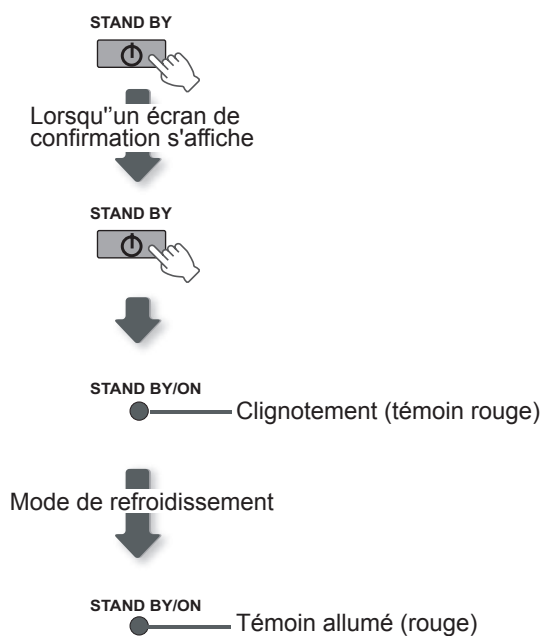 STAND BY
Lorsqu'’un écran de
confirmation s'affiche
STAND BY
STAND BY/ON
Clignotement (témoin rouge)
Mode de refroidissement
STAND BY/ON
Témoin allumé (rouge)